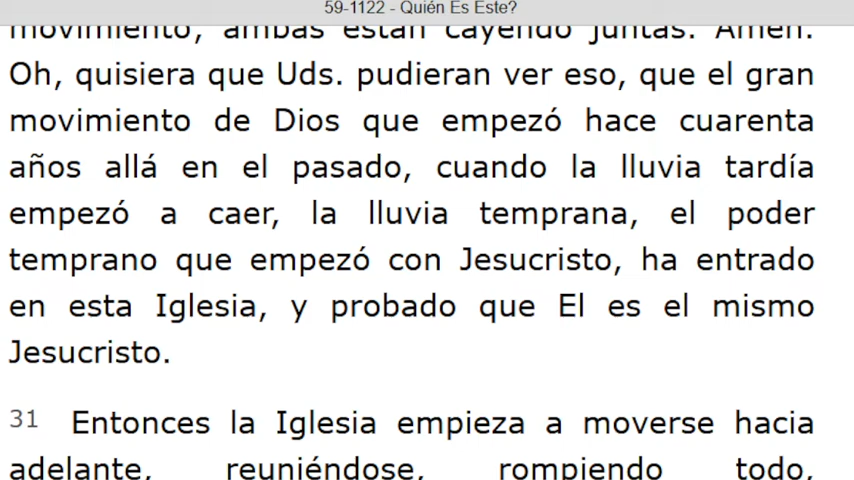 59-1122 - Quién Es Este?
movimiento, ambas están cayendo juntas. Amén.
Oh, quisiera que Uds. pudieran ver eso, que el gran
movimiento de Dios que empezó hace cuarenta
años allá en el pasado, cuando la lluvia tardía
empezó a caer, la lluvia temprana, el poder
temprano que empezó con Jesucristo, ha entrado
en esta Iglesia, y probado que El es el mismo
Jesucristo.
31 Entonces la Iglesia empieza a moverse hacia
adelante, reuniéndose, rompiendo todo,